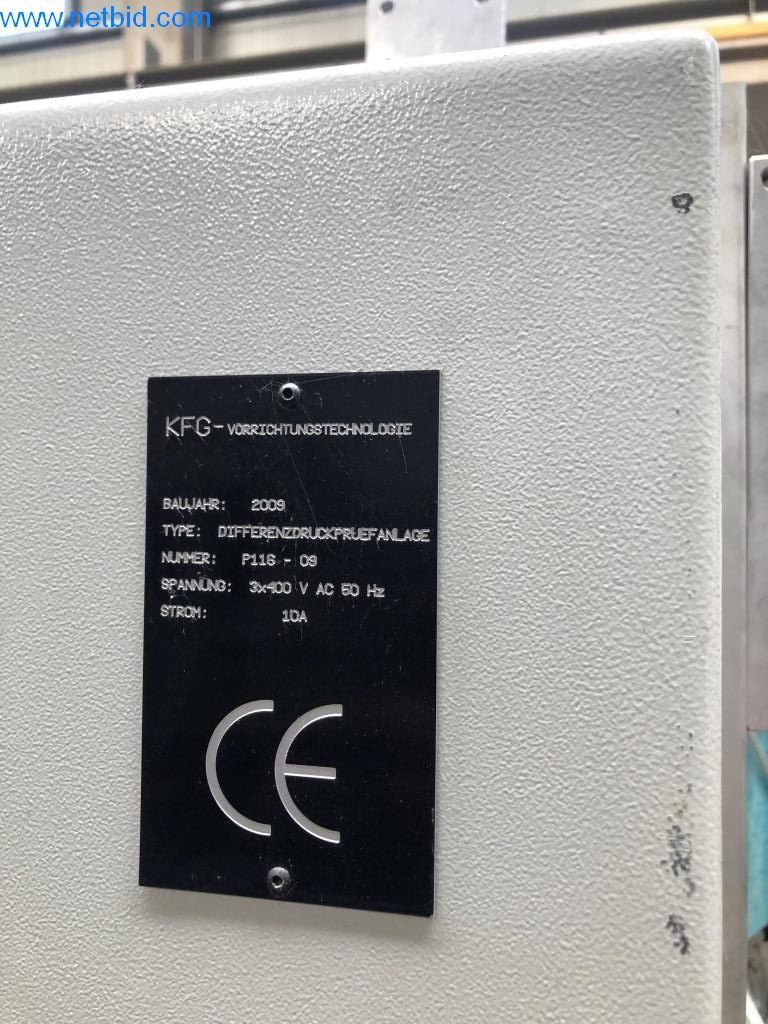 www.netbid.com
KFG-VORRICHTUNGSTECHNOLOGIE
BAUJAHR: 2009
TYPE: DIFFERENZDRUCKPRUEFANLAGE
NUMMER: P116 - 09
SPANNUNG: 3x400 V AC 50 Hz
STROM: 10A
CE